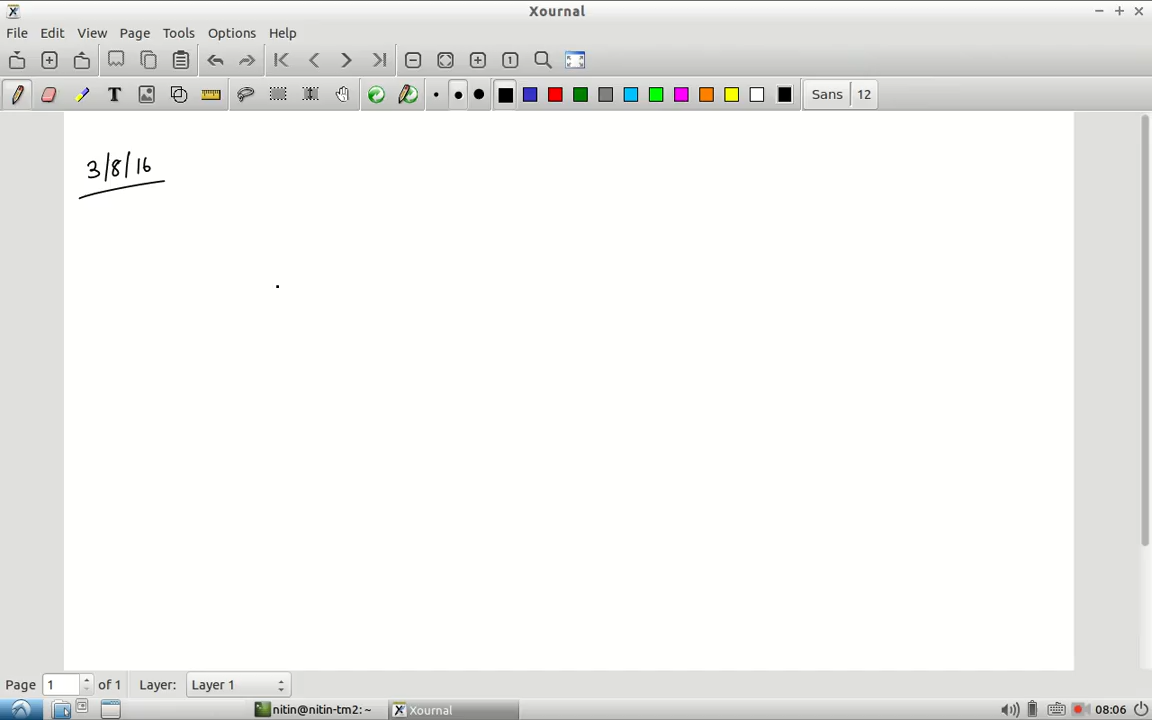 Xournal
File Edit View Page Tools Options Help
Sans 12
3/8/16
Page 1 of 1 Layer: Layer 1
nitin@nitin-tm2: ~ Xournal 08:06